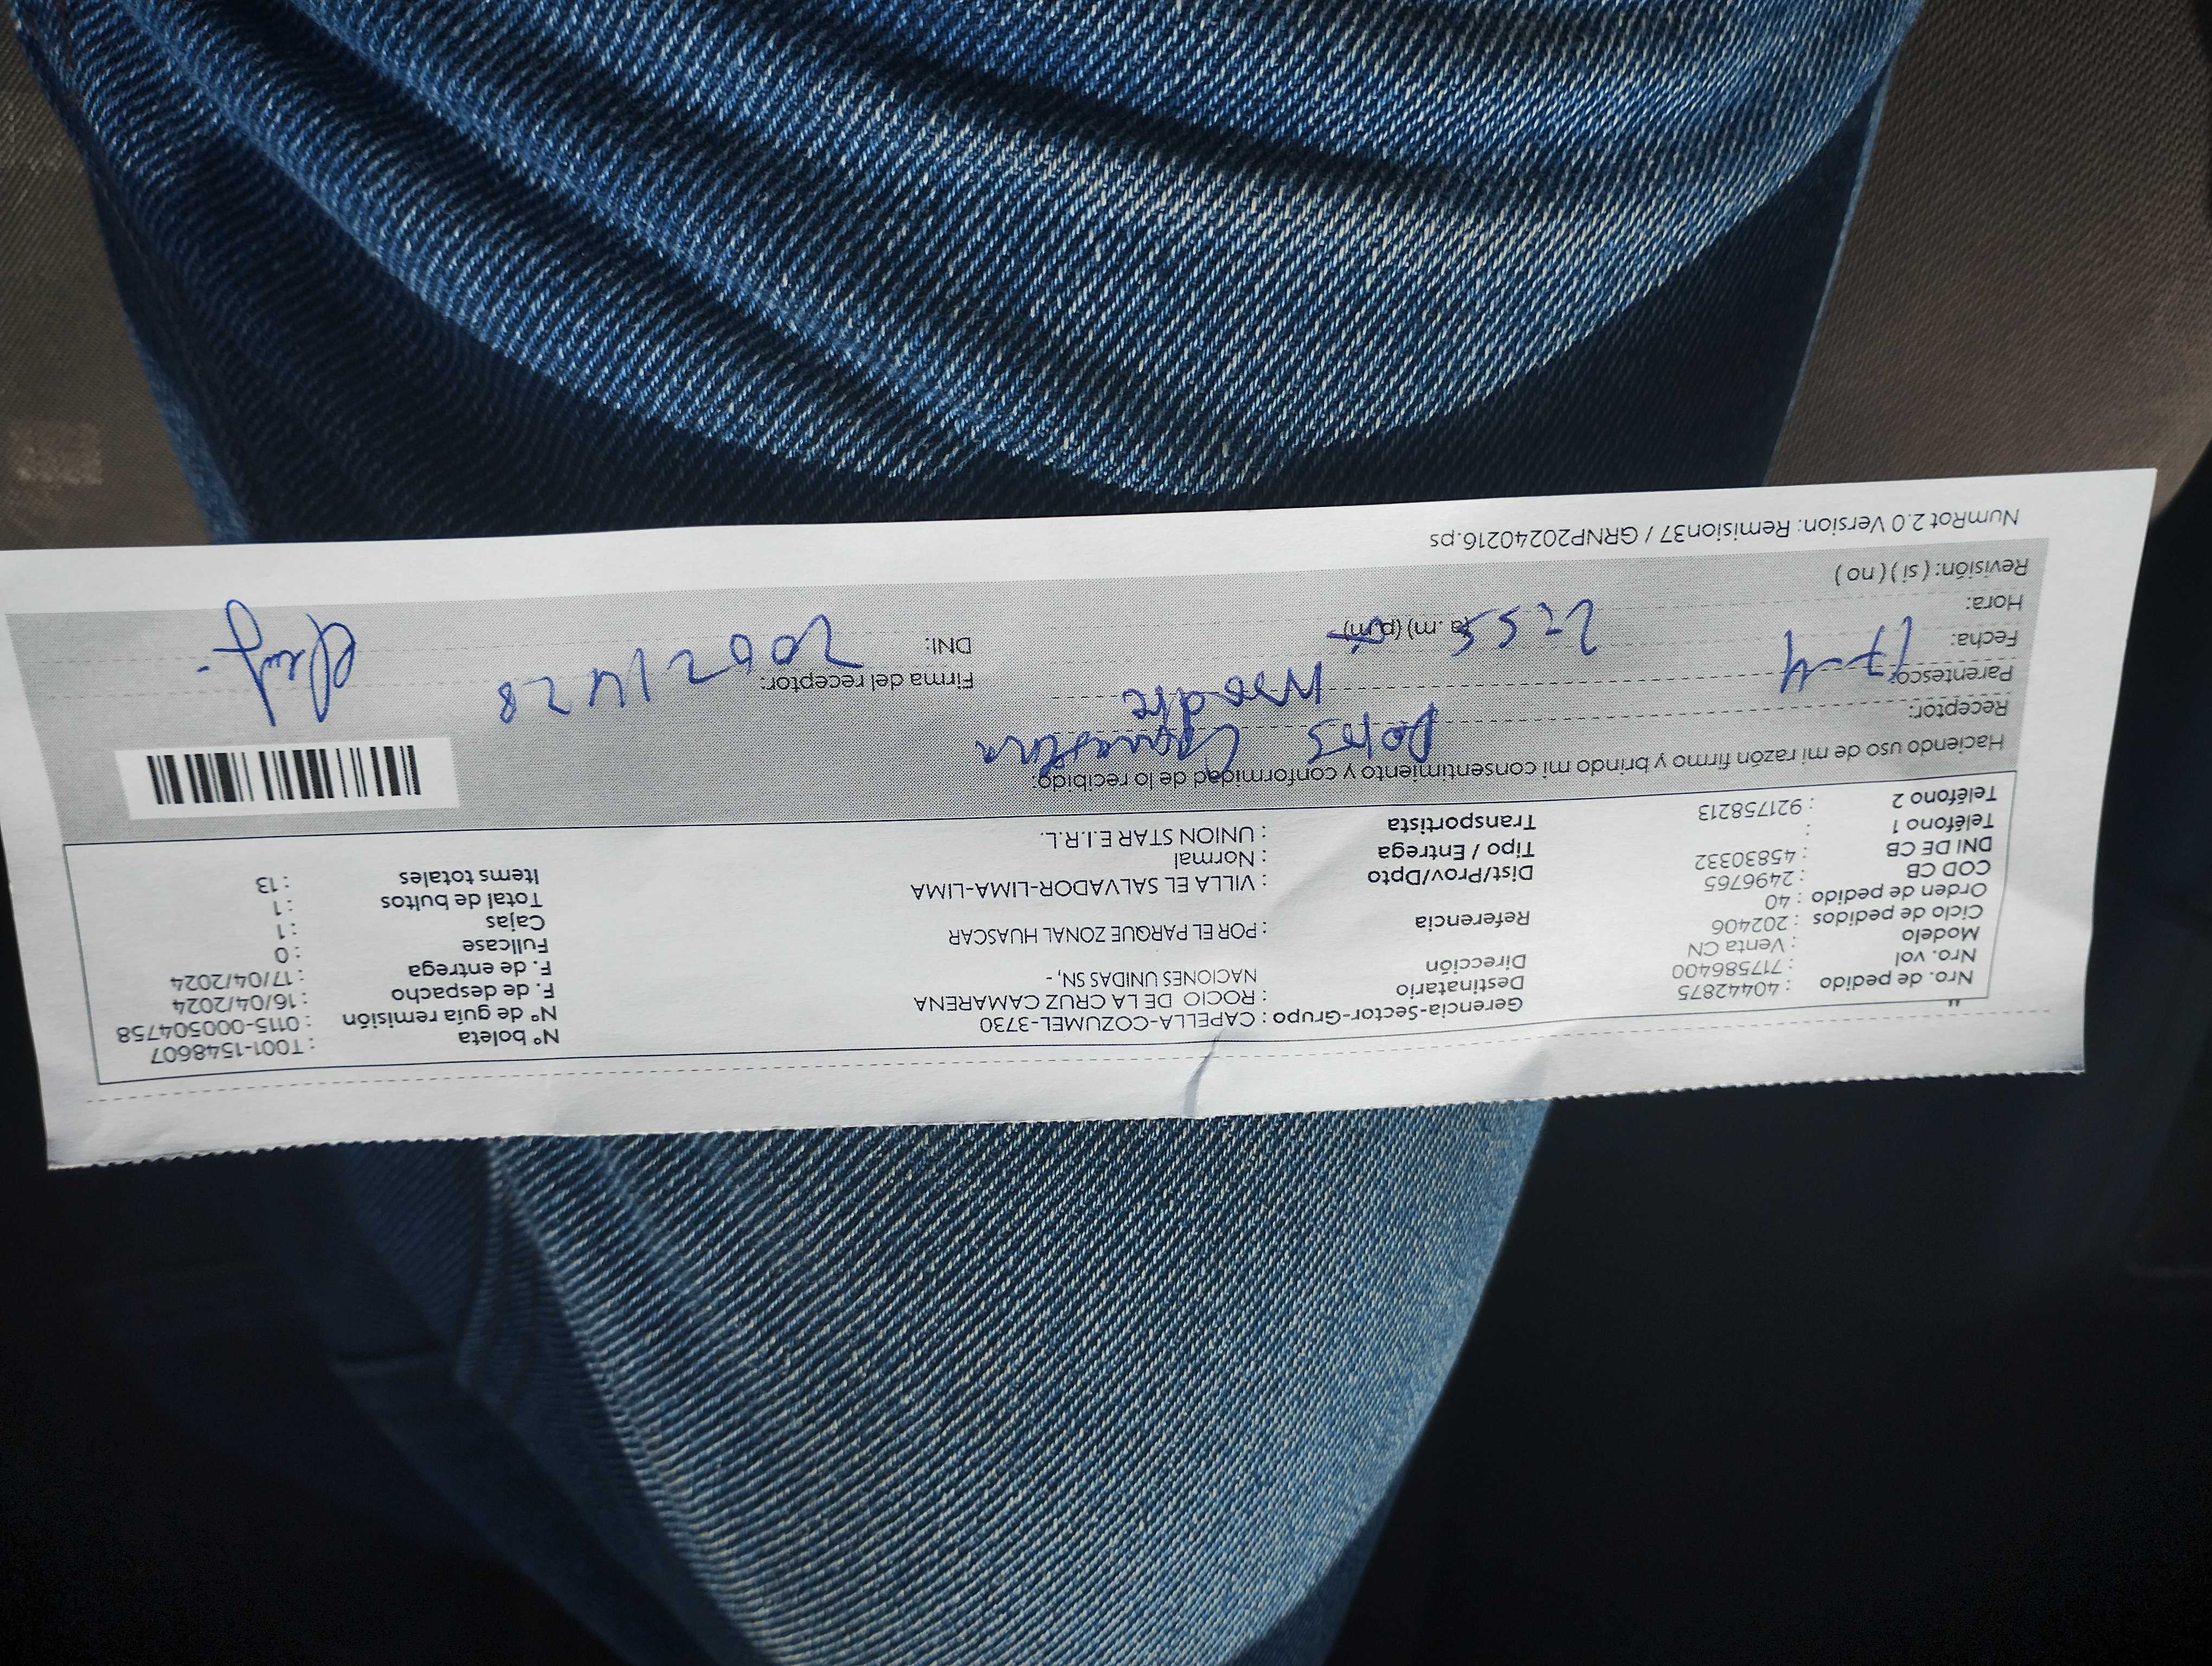 Nro. de pedido : 40442875
Nro. vol. : 717586400
Modelo : Venta CN
Ciclo de pedidos : 202406
Orden de pedido : 40
COD CB : 2496765
DNI DE CB : 45830332
Teléfono 1 :
Teléfono 2 : 921758213
Gerencia-Sector-Grupo : CAPELLA-COZUMEL-3730
Destinatario : ROCIO DE LA CRUZ CAMARENA
Dirección NACIONES UNIDAS SN, -
Referencia : POR EL PARQUE ZONAL HUASCAR
Dist/Prov/Dpto : VILLA EL SALVADOR-LIMA-LIMA
Tipo / Entrega : Normal
Transportista : UNION STAR E.I.R.L.
N° boleta : T001-1548607
N° de guía remisión : 0115-000504758
F. de despacho : 16/04/2024
F. de entrega : 17/04/2024
Fullcase : 0
Cajas : 1
Total de bultos : 1
Items totales : 13
Haciendo uso de mi razón firmo y brindo mi consentimiento y conformidad de lo recibido.
Receptor:
Parentesco: Madre
Fecha: 17-4
Hora: 2:55 (a.m) (p.m)
Revisión: ( si ) ( no )
Firma del receptor:
DNI: 20021428
NumRot 2.0 Version: Remision37 / GRNP20240216.ps